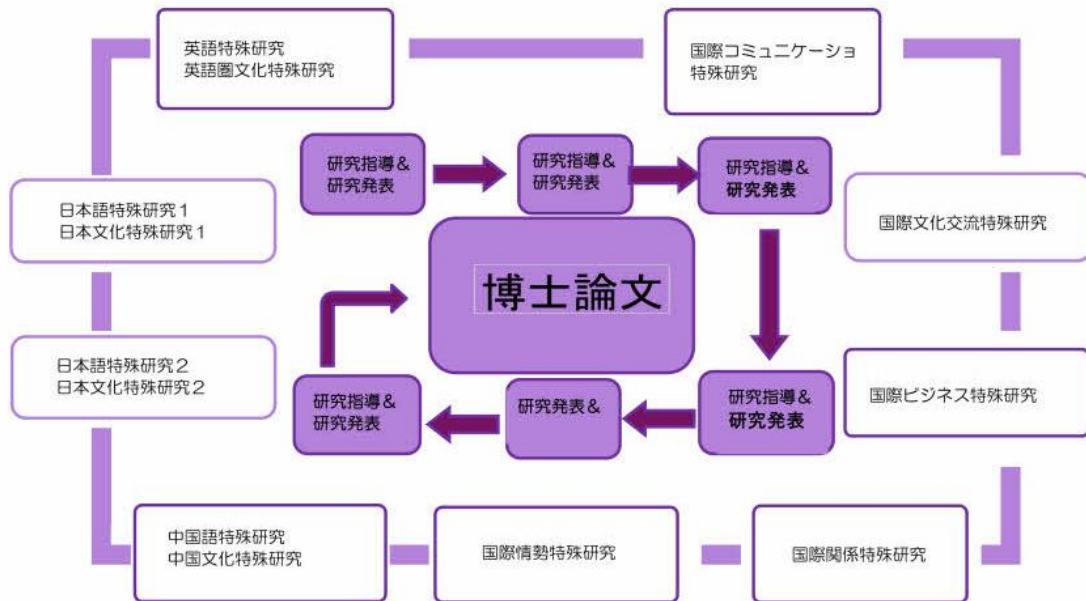 英語特殊研究
英語圏文化特殊研究
国際コミュニケーショ
特殊研究
研究指導&
研究発表
研究指導&
研究発表
研究指導&
研究発表
日本語特殊研究1
日本文化特殊研究1
国際文化交流特殊研究
博士論文
日本語特殊研究2
日本文化特殊研究2
研究指導&
研究発表
研究発表&
研究指導&
研究発表
国際ビジネス特殊研究
中国語特殊研究
中国文化特殊研究
国際情勢特殊研究
国際関係特殊研究